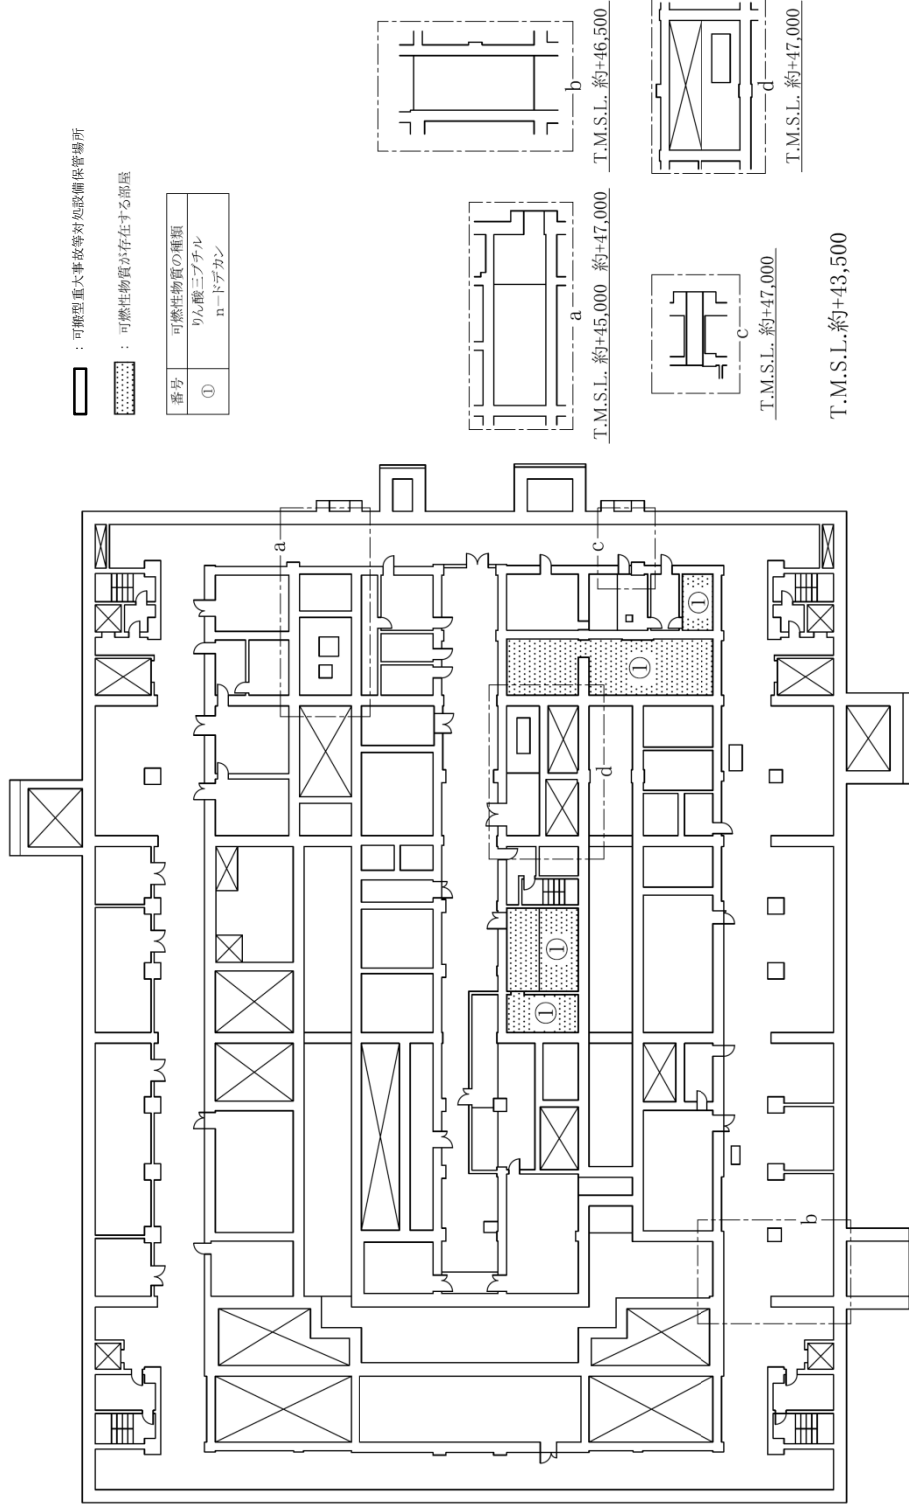 ：可搬型重大事故等対処設備保管場所
：可燃性物質が存在する部屋
番号 可燃性物質の種類
① りん酸三ブチル
n－ドデカン
a
T.M.S.L. 約+45,000 約+47,000
b
T.M.S.L. 約+46,500
c
T.M.S.L. 約+47,000
d
T.M.S.L. 約+47,000
T.M.S.L.約+43,500
a
c
①
①
d
①
①
b